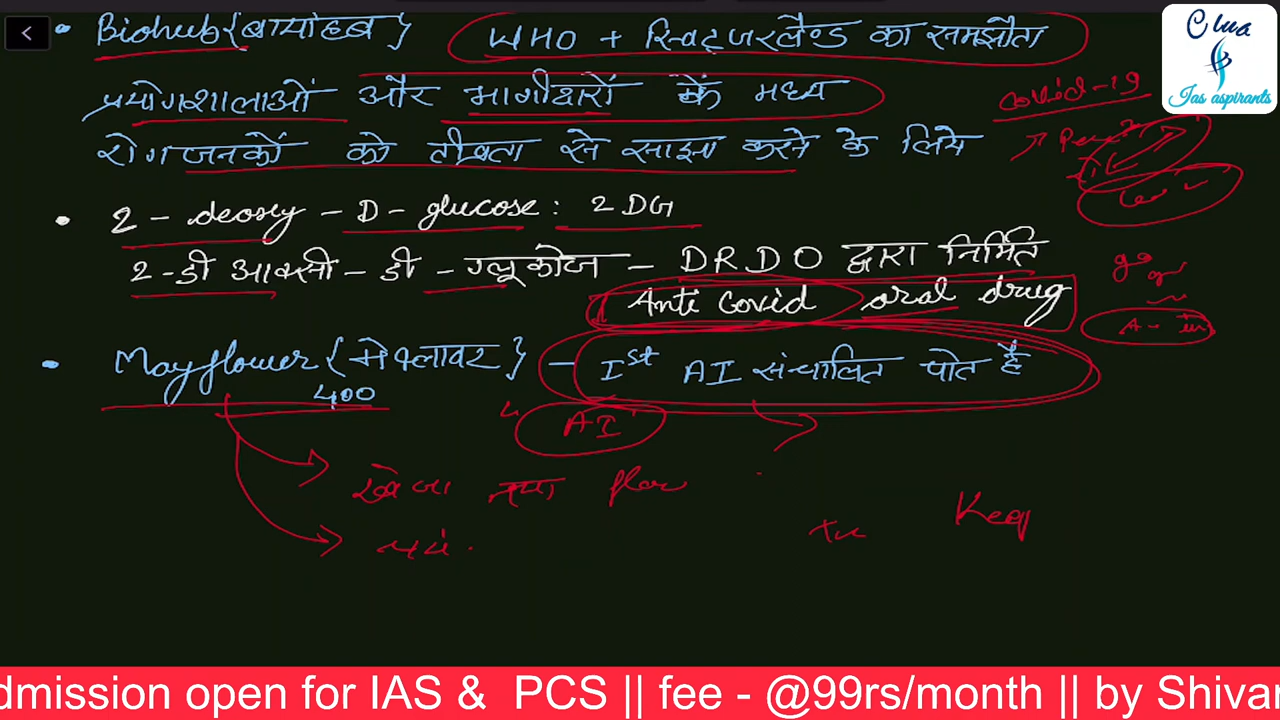 Clua
Ias aspirants
• Biohub {बायोहब} WHO + स्विट्जरलैण्ड का समझौता
प्रयोगशालाओं और भागीदारों के मध्य
रोगजनकों को तीव्रता से साझा करने के लिये
covid-19
• 2 - deoxy - D - glucose : 2 DG
2-डी आक्सी - डी - ग्लूकोज - DRDO द्वारा निर्मित
Anti Covid oral drug
• Mayflower {मेफ्लावर} - Ist AI संचालित पोत है
400
AI
नया
Keep
dmission open for IAS & PCS || fee - @99rs/month || by Shivar